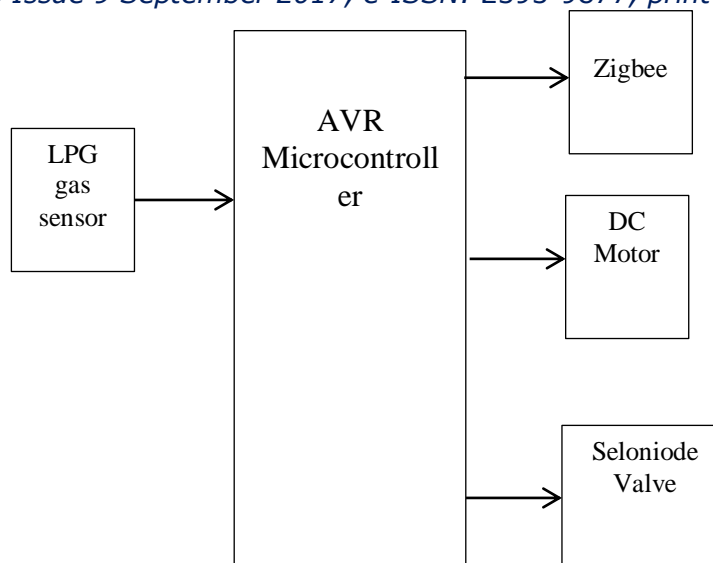 Issue 9 September 2017, e-ISSN: 2393-9877, print
Zigbee
AVR
Microcontroll
er
LPG
gas
sensor
DC
Motor
Seloniode
Valve